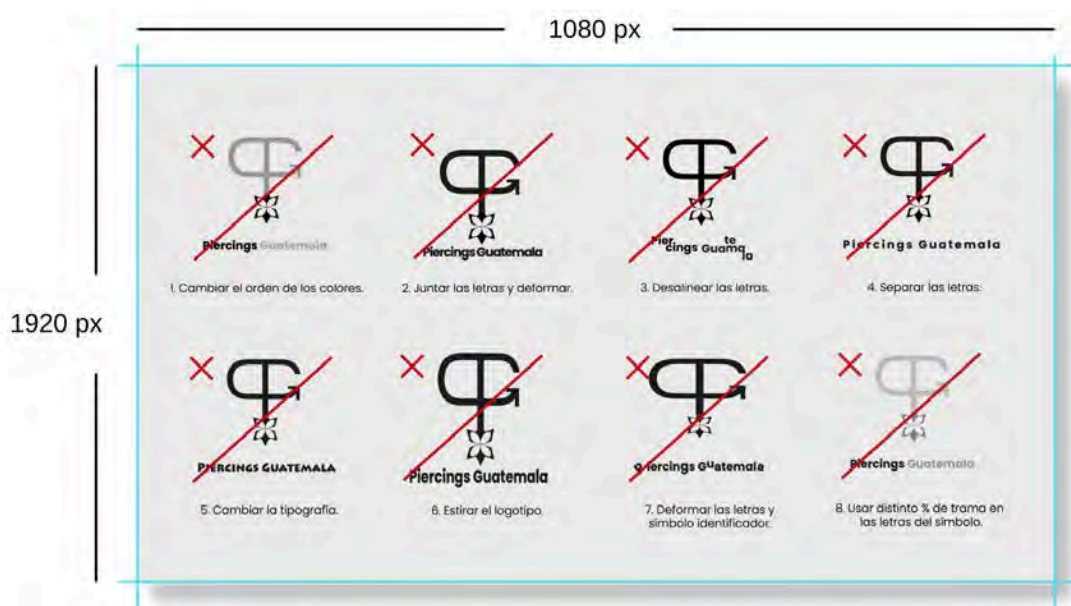 1080 px
1920 px
Piercings Guatemala
Piercings Guatemala
Piercings Guatemala
Piercings Guatemala
1. Cambiar el orden de los colores.
2. Juntar las letras y deformar.
3. Desalinear las letras.
4. Separar las letras.
PIERCINGS GUATEMALA
Piercings Guatemala
Piercings Guatemala
Piercings Guatemala
5. Cambiar la tipografía.
6. Estirar el logotipo.
7. Deformar las letras y
símbolo identificador.
8. Usar distinto % de trama en
las letras del símbolo.